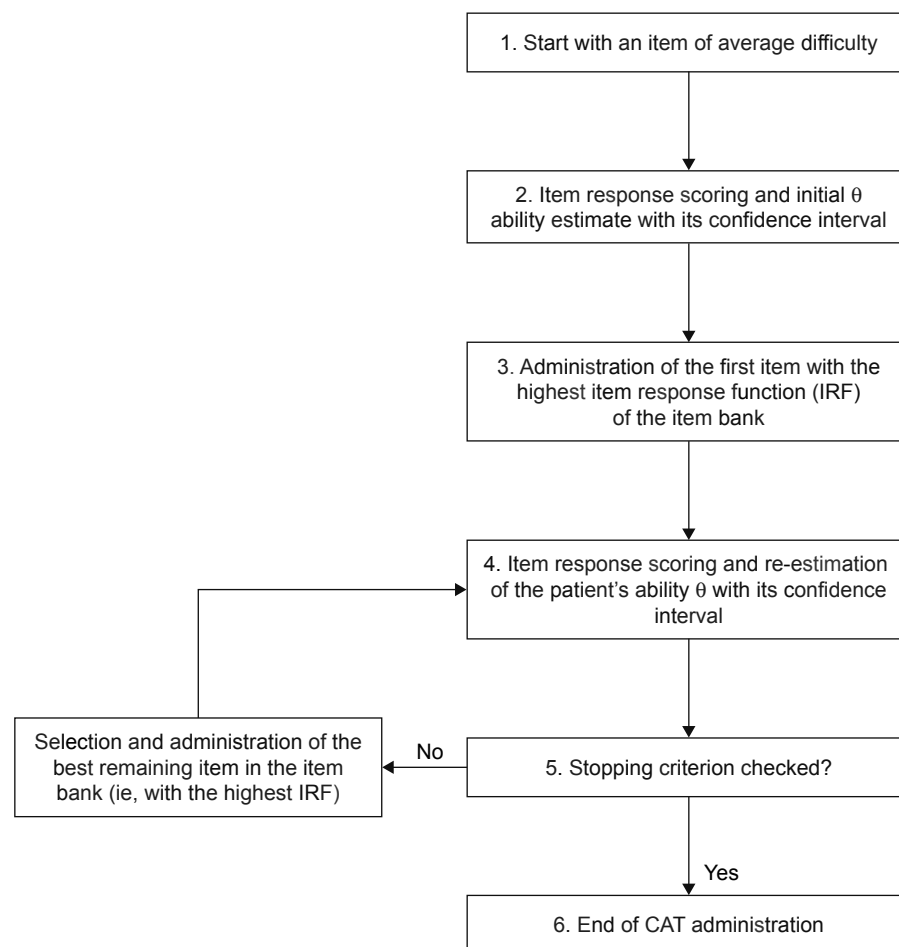 1. Start with an item of average difficulty
2. Item response scoring and initial θ
ability estimate with its confidence interval
3. Administration of the first item with the
highest item response function (IRF)
of the item bank
4. Item response scoring and re-estimation
of the patient’s ability θ with its confidence
interval
Selection and administration of the
best remaining item in the item
bank (ie, with the highest IRF)
No
5. Stopping criterion checked?
Yes
6. End of CAT administration